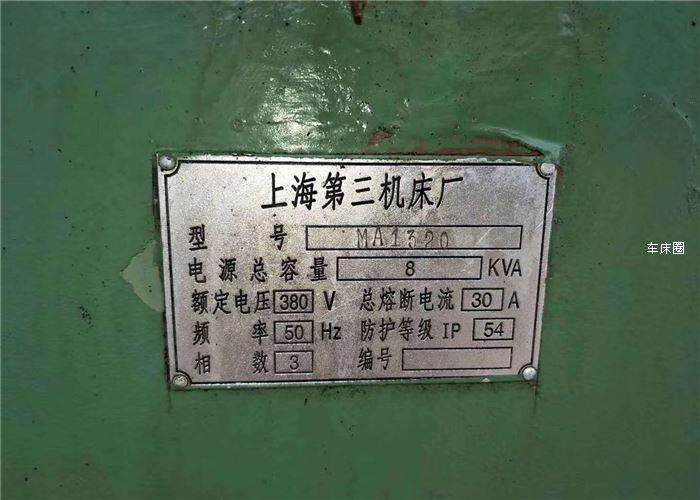 上海第三机床厂
型号 MA1320
电源总容量 8 KVA
额定电压 380 V 总熔断电流 30 A
频率 50 Hz 防护等级 IP 54
相数 3 编号
车床圈